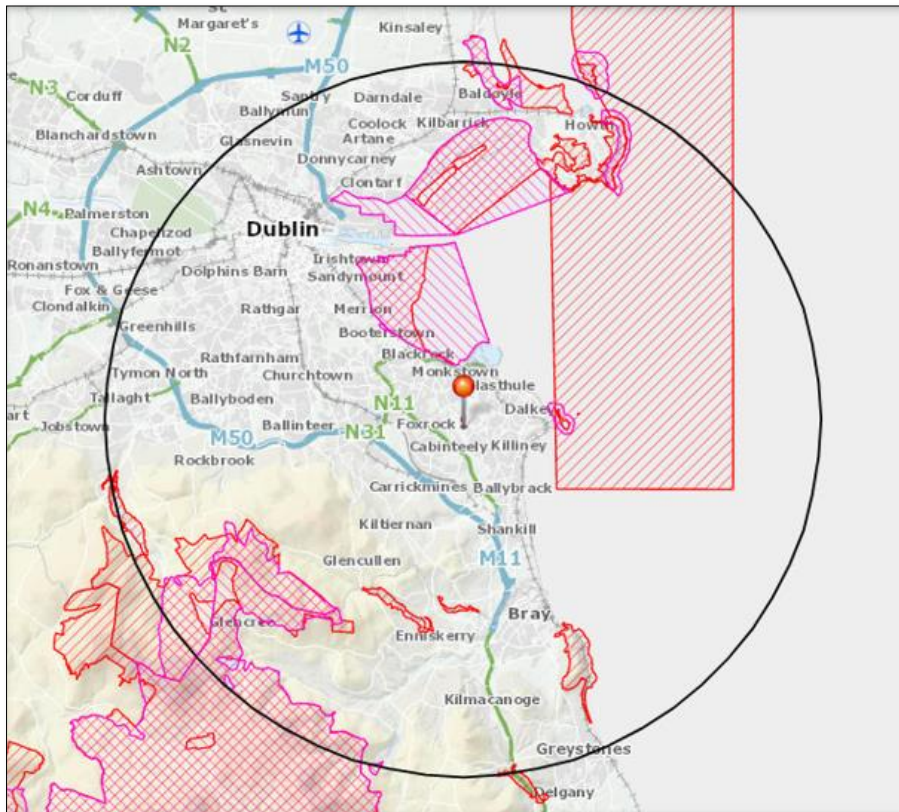 St
Margaret's
Kinsaley
N2
M50
N3
Corduff
Santry
Darndale
Baldoyle
Ballymun
Coolock
Kilbarrick
Howth
Blanchardstown
Glasnevin
Artane
Donnycarney
Ashtown
Clontarf
N4
Palmerston
Chapelizod
Dublin
Ballyfermot
Irishtown
Ronanstown
Dolphins Barn
Sandymount
Fox & Geese
Clondalkin
Rathgar
Merrion
Greenhills
Booterstown
Rathfarnham
Blackrock
Tymon North
Churchtown
Monkstown
lasthule
Tallaght
Ballyboden
N11
Dalkey
art
Jobstown
M50
Ballinteer
N31
Foxrock
Cabinteely
Killiney
Rockbrook
Carrickmines
Ballybrack
Kiltiernan
Shankill
Glencullen
M11
Bray
Glencree
Enniskerry
Kilmacanoge
Greystones
Delgany